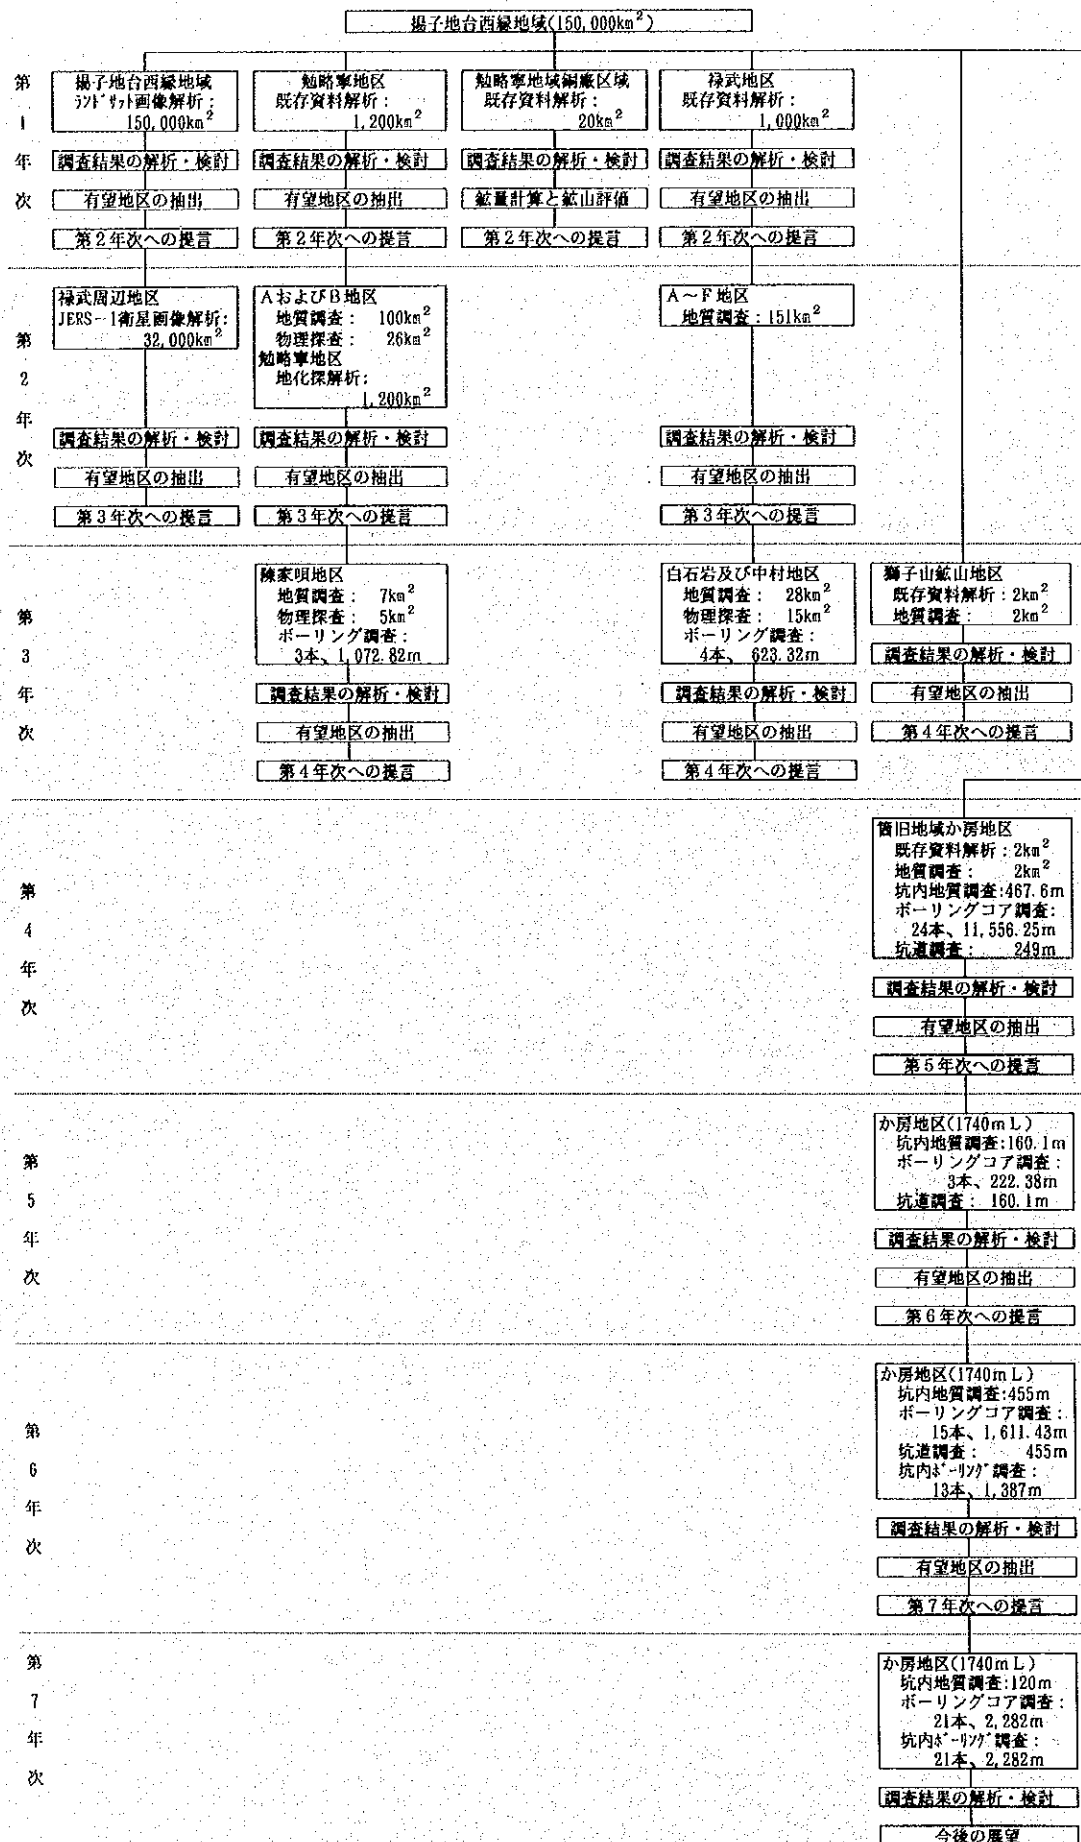 揚子地台西縁地域(150,000km²)
第1年次
揚子地台西縁地域
ﾗﾝﾄﾞｻｯﾄ画像解析：
150,000km²
調査結果の解析・検討
有望地区の抽出
第2年次への提言
勉略寧地区
既存資料解析：
1,200km²
調査結果の解析・検討
有望地区の抽出
第2年次への提言
勉略寧地域銅廠区域
既存資料解析：
20km²
調査結果の解析・検討
鉱量計算と鉱山評価
第2年次への提言
禄武地区
既存資料解析：
1,000km²
調査結果の解析・検討
有望地区の抽出
第2年次への提言
第2年次
禄武周辺地区
JERS-1衛星画像解析：
32,000km²
調査結果の解析・検討
有望地区の抽出
第3年次への提言
AおよびB地区
地質調査： 100km²
物理探査： 26km²
勉略寧地区
地化探解析：
1,200km²
調査結果の解析・検討
有望地区の抽出
第3年次への提言
A～F地区
地質調査：151km²
調査結果の解析・検討
有望地区の抽出
第3年次への提言
第3年次
陳家唄地区
地質調査： 7km²
物理探査： 5km²
ボーリング調査：
3本、1,072.82m
調査結果の解析・検討
有望地区の抽出
第4年次への提言
白石岩及び中村地区
地質調査： 28km²
物理探査： 15km²
ボーリング調査：
4本、 623.32m
調査結果の解析・検討
有望地区の抽出
第4年次への提言
獅子山鉱山地区
既存資料解析：2km²
地質調査： 2km²
調査結果の解析・検討
有望地区の抽出
第4年次への提言
第4年次
箇旧地域か房地区
既存資料解析：2km²
地質調査： 2km²
坑内地質調査：467.6m
ボーリングコア調査：
24本、11,556.25m
坑道調査： 249m
調査結果の解析・検討
有望地区の抽出
第5年次への提言
第5年次
か房地区(1740mL)
坑内地質調査：160.1m
ボーリングコア調査：
3本、222.38m
坑道調査： 160.1m
調査結果の解析・検討
有望地区の抽出
第6年次への提言
第6年次
か房地区(1740mL)
坑内地質調査：455m
ボーリングコア調査：
15本、1,611.43m
坑道調査： 455m
坑内ﾎﾞｰﾘﾝｸﾞ調査：
13本、1,387m
調査結果の解析・検討
有望地区の抽出
第7年次への提言
第7年次
か房地区(1740mL)
坑内地質調査：120m
ボーリングコア調査：
21本、2,282m
坑内ﾎﾞｰﾘﾝｸﾞ調査：
21本、2,282m
調査結果の解析・検討
今後の展望